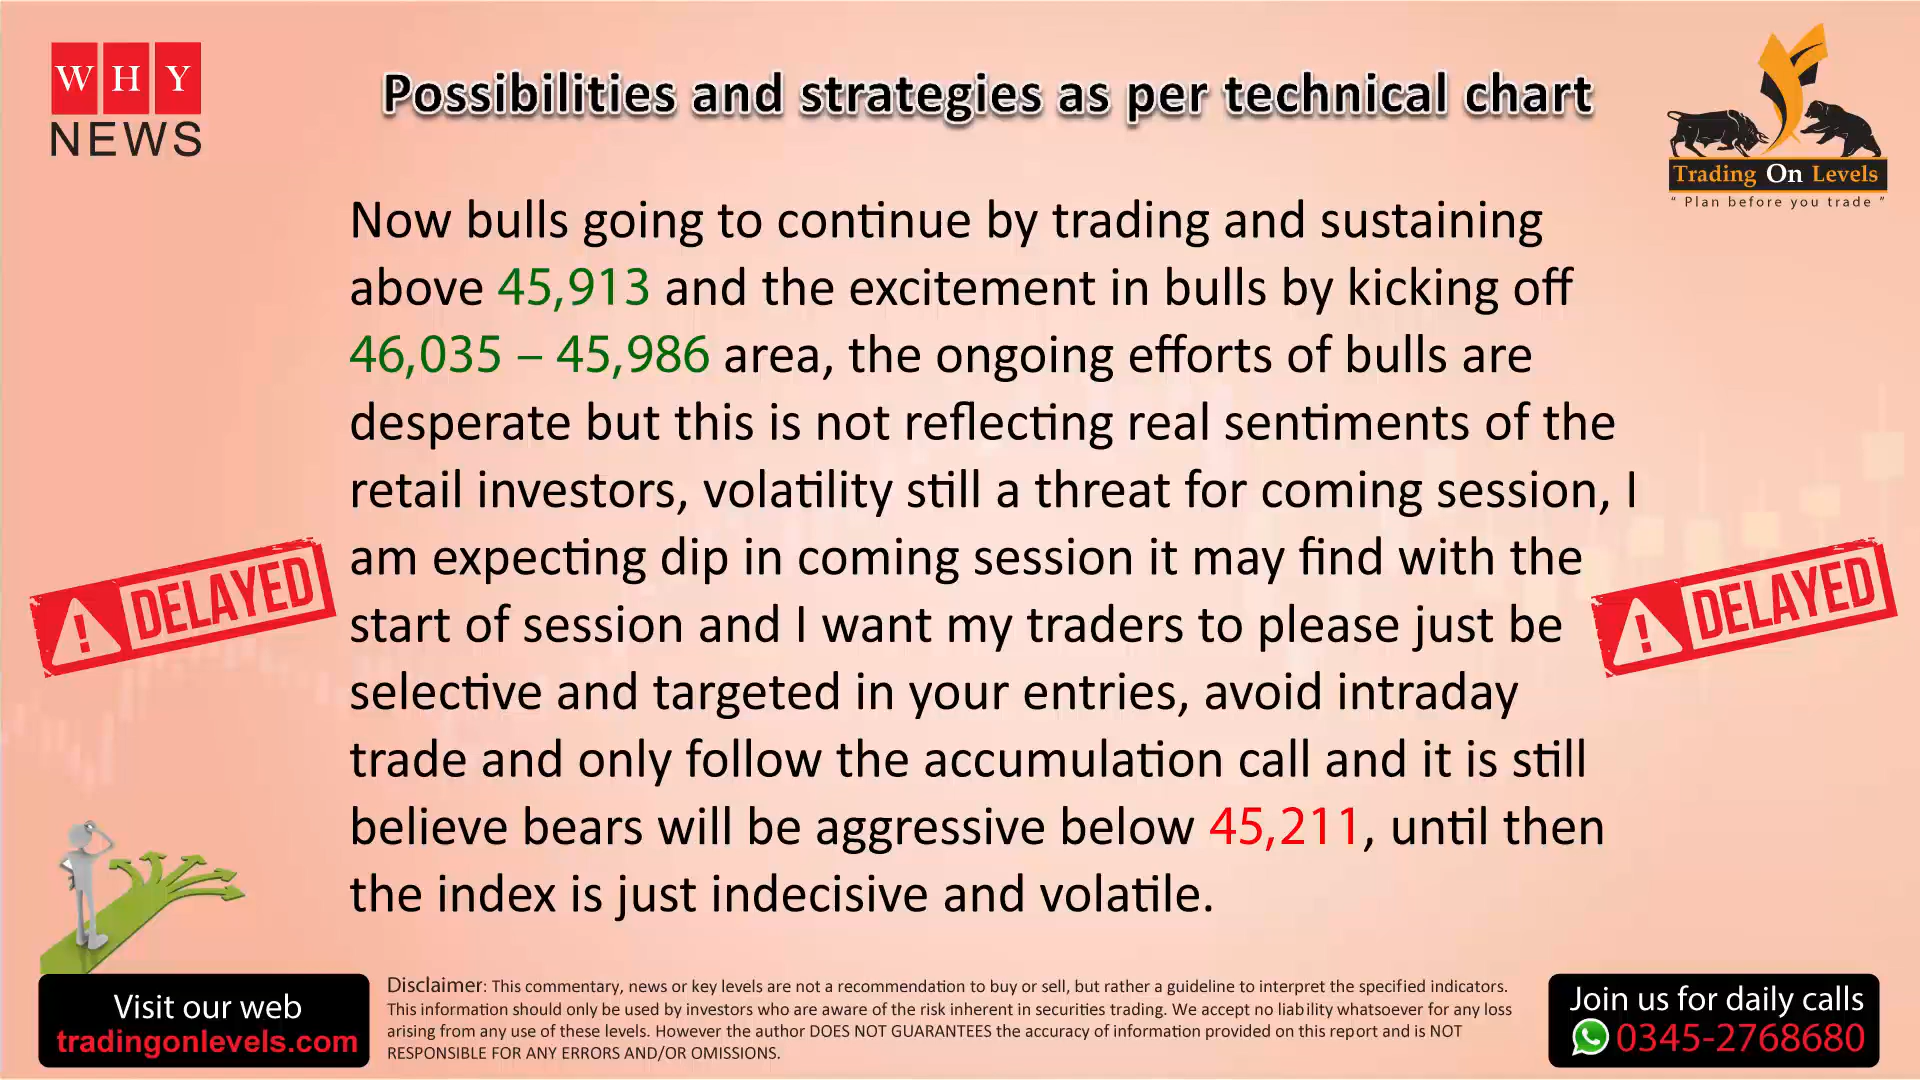 WHY
NEWS
Possibilities and strategies as per technical chart
Trading On Levels
“ Plan before you trade ”
Now bulls going to continue by trading and sustaining
above 45,913 and the excitement in bulls by kicking off
46,035 – 45,986 area, the ongoing efforts of bulls are
desperate but this is not reflecting real sentiments of the
retail investors, volatility still a threat for coming session, I
am expecting dip in coming session it may find with the
start of session and I want my traders to please just be
selective and targeted in your entries, avoid intraday
trade and only follow the accumulation call and it is still
believe bears will be aggressive below 45,211, until then
the index is just indecisive and volatile.
DELAYED
DELAYED
Visit our web
tradingonlevels.com
Disclaimer: This commentary, news or key levels are not a recommendation to buy or sell, but rather a guideline to interpret the specified indicators.
This information should only be used by investors who are aware of the risk inherent in securities trading. We accept no liability whatsoever for any loss
arising from any use of these levels. However the author DOES NOT GUARANTEES the accuracy of information provided on this report and is NOT
RESPONSIBLE FOR ANY ERRORS AND/OR OMISSIONS.
Join us for daily calls
0345-2768680